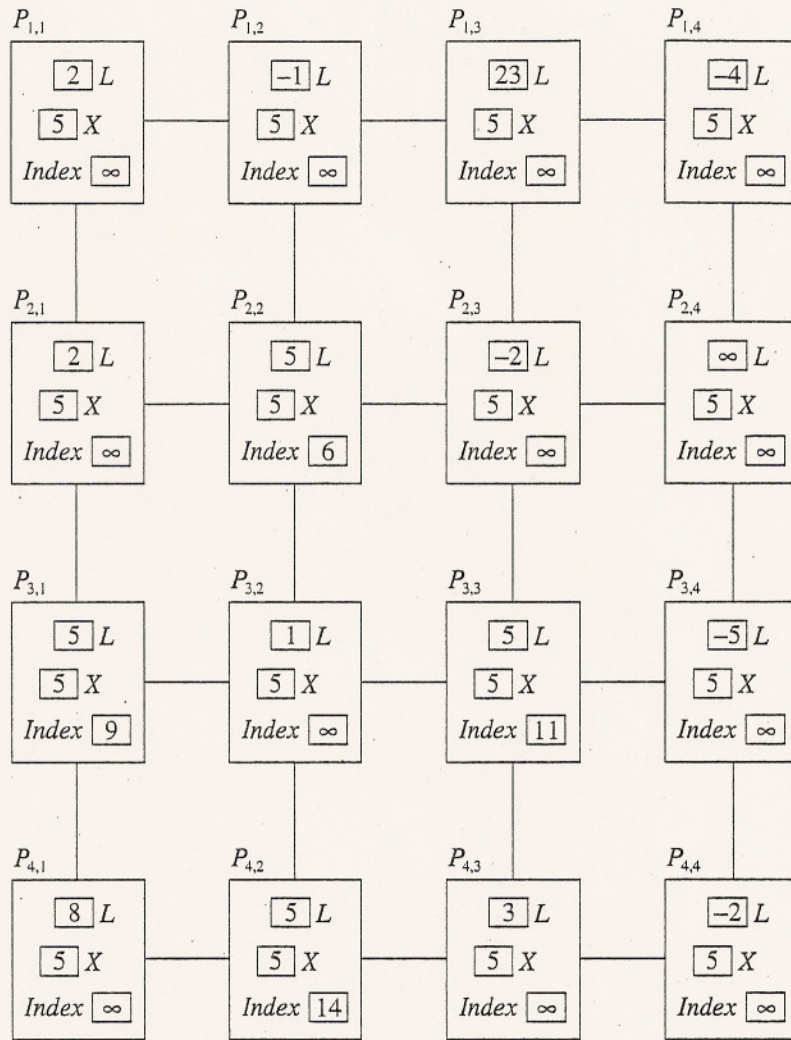 P1,1 P1,2 P1,3 P1,4
2 L -1 L 23 L -4 L
5 X 5 X 5 X 5 X
Index ∞ Index ∞ Index ∞ Index ∞
P2,1 P2,2 P2,3 P2,4
2 L 5 L -2 L ∞ L
5 X 5 X 5 X 5 X
Index ∞ Index 6 Index ∞ Index ∞
P3,1 P3,2 P3,3 P3,4
5 L 1 L 5 L -5 L
5 X 5 X 5 X 5 X
Index 9 Index ∞ Index 11 Index ∞
P4,1 P4,2 P4,3 P4,4
8 L 5 L 3 L -2 L
5 X 5 X 5 X 5 X
Index ∞ Index 14 Index ∞ Index ∞